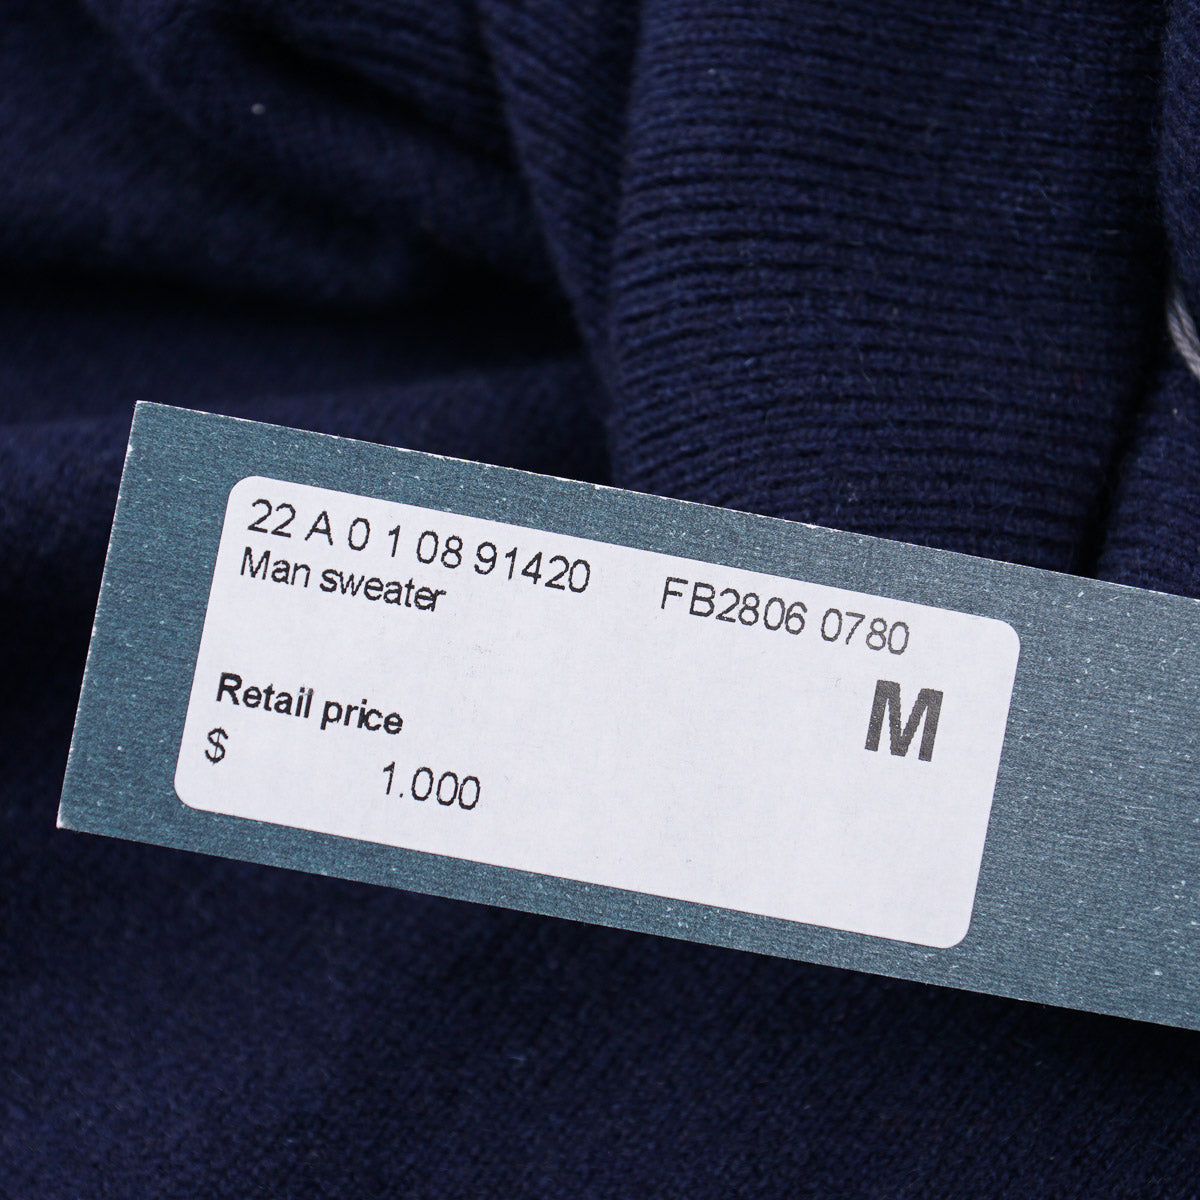 22 A 0 1 08 91420 FB2806 0780
Man sweater
M
Retail price
$ 1.000